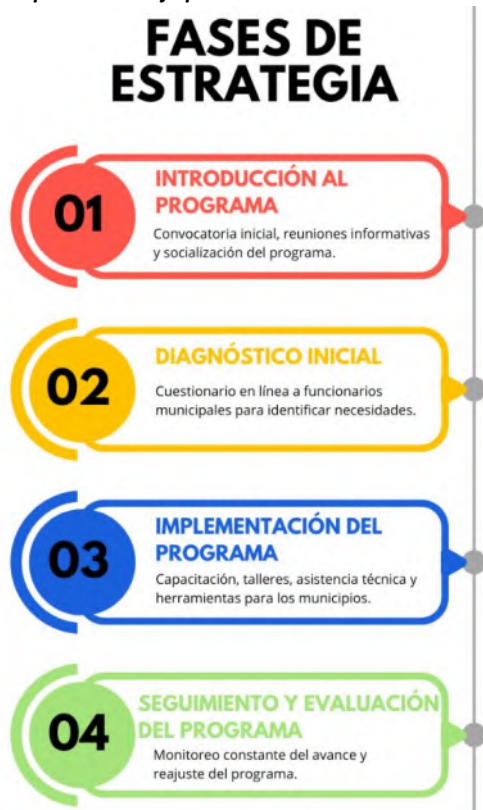 FASES DE
ESTRATEGIA
01
INTRODUCCIÓN AL
PROGRAMA
Convocatoria inicial, reuniones informativas
y socialización del programa.
02
DIAGNÓSTICO INICIAL
Cuestionario en línea a funcionarios
municipales para identificar necesidades.
03
IMPLEMENTACIÓN DEL
PROGRAMA
Capacitación, talleres, asistencia técnica y
herramientas para los municipios.
04
SEGUIMIENTO Y EVALUACIÓN
DEL PROGRAMA
Monitoreo constante del avance y
reajuste del programa.